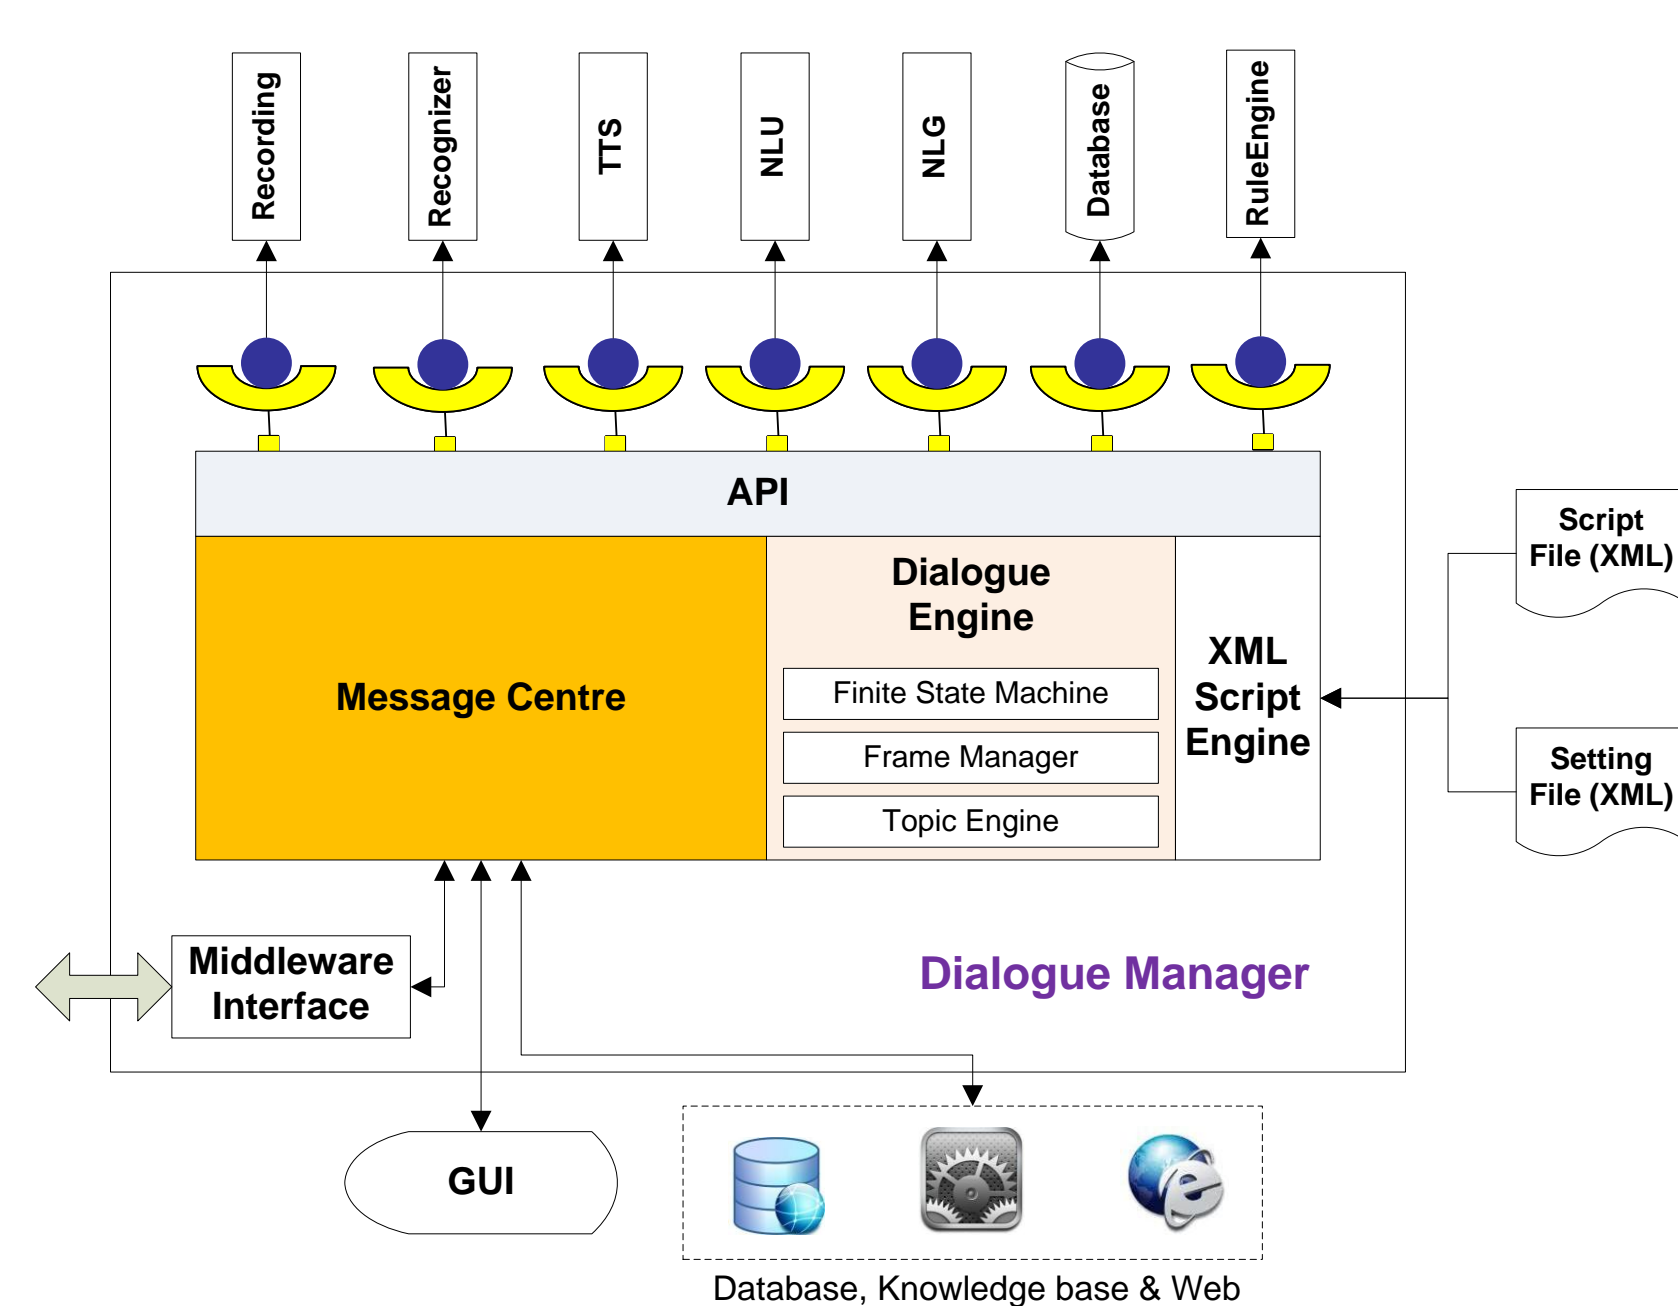 Recording
Recognizer
TTS
NLU
NLG
Database
RuleEngine
API
Message Centre
Dialogue
Engine
Finite State Machine
Frame Manager
Topic Engine
XML
Script
Engine
Script
File (XML)
Setting
File (XML)
Middleware
Interface
Dialogue Manager
GUI
Database, Knowledge base & Web